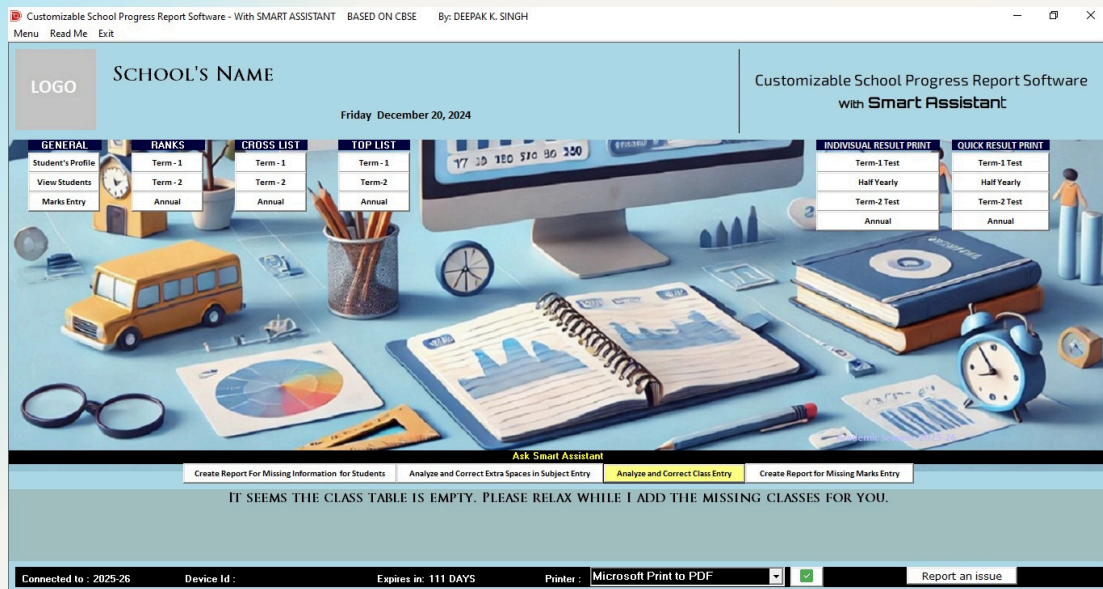 Customizable School Progress Report Software - With SMART ASSISTANT BASED ON CBSE By: DEEPAK K. SINGH
Menu Read Me Exit
LOGO
SCHOOL'S NAME
Friday December 20, 2024
Customizable School Progress Report Software
With Smart Assistant
GENERAL
Student's Profile
View Students
Marks Entry
RANKS
Term - 1
Term - 2
Annual
CROSS LIST
Term - 1
Term - 2
Annual
TOP LIST
Term - 1
Term-2
Annual
INDIVISUAL RESULT PRINT
Term-1 Test
Half Yearly
Term-2 Test
Annual
QUICK RESULT PRINT
Term-1 Test
Half Yearly
Term-2 Test
Annual
Ask Smart Assistant
Create Report For Missing Information for Students
Analyze and Correct Extra Spaces in Subject Entry
Analyze and Correct Class Entry
Create Report for Missing Marks Entry
IT SEEMS THE CLASS TABLE IS EMPTY. PLEASE RELAX WHILE I ADD THE MISSING CLASSES FOR YOU.
Connected to : 2025-26 Device Id : Expires in: 111 DAYS Printer : Microsoft Print to PDF Report an issue